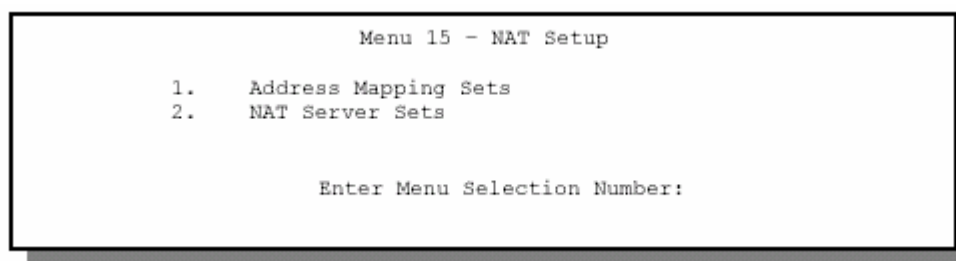 Menu 15 - NAT Setup
1. Address Mapping Sets
2. NAT Server Sets
Enter Menu Selection Number: